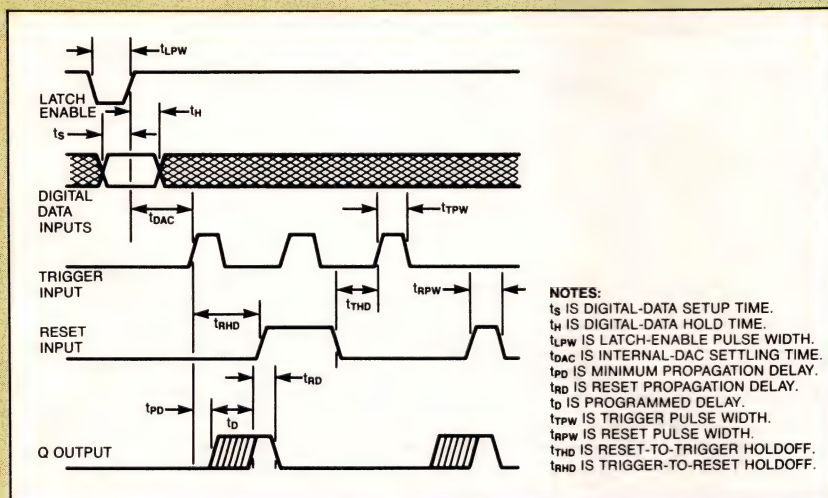 tLPW
LATCH
ENABLE
tH
tS
DIGITAL
DATA
INPUTS
tDAC
tTPW
TRIGGER
INPUT
tTHD
tRPW
tRHD
RESET
INPUT
tRD
tPD
tD
Q OUTPUT
NOTES:
tS IS DIGITAL-DATA SETUP TIME.
tH IS DIGITAL-DATA HOLD TIME.
tLPW IS LATCH-ENABLE PULSE WIDTH.
tDAC IS INTERNAL-DAC SETTLING TIME.
tPD IS MINIMUM PROPAGATION DELAY.
tRD IS RESET PROPAGATION DELAY.
tD IS PROGRAMMED DELAY.
tTPW IS TRIGGER PULSE WIDTH.
tRPW IS RESET PULSE WIDTH.
tTHD IS RESET-TO-TRIGGER HOLDOFF.
tRHD IS TRIGGER-TO-RESET HOLDOFF.